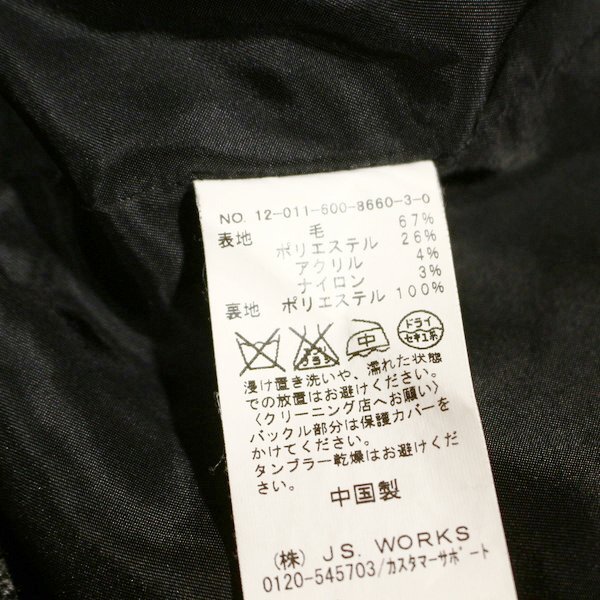 NO. 12-011-600-8660-3-0
表地 毛 67%
ポリエステル 26%
アクリル 4%
ナイロン 3%
裏地 ポリエステル 100%
エンソ サラシ 中 ドライ
セキユ系
浸け置き洗いや、濡れた状態
での放置はお避けください。
〈クリーニング店へお願い〉
バックル部分は保護カバーを
かけてください。
タンブラー乾燥はお避けくだ
さい。
中国製
(株) J.S. WORKS
0120-545703/カスタマーサポート